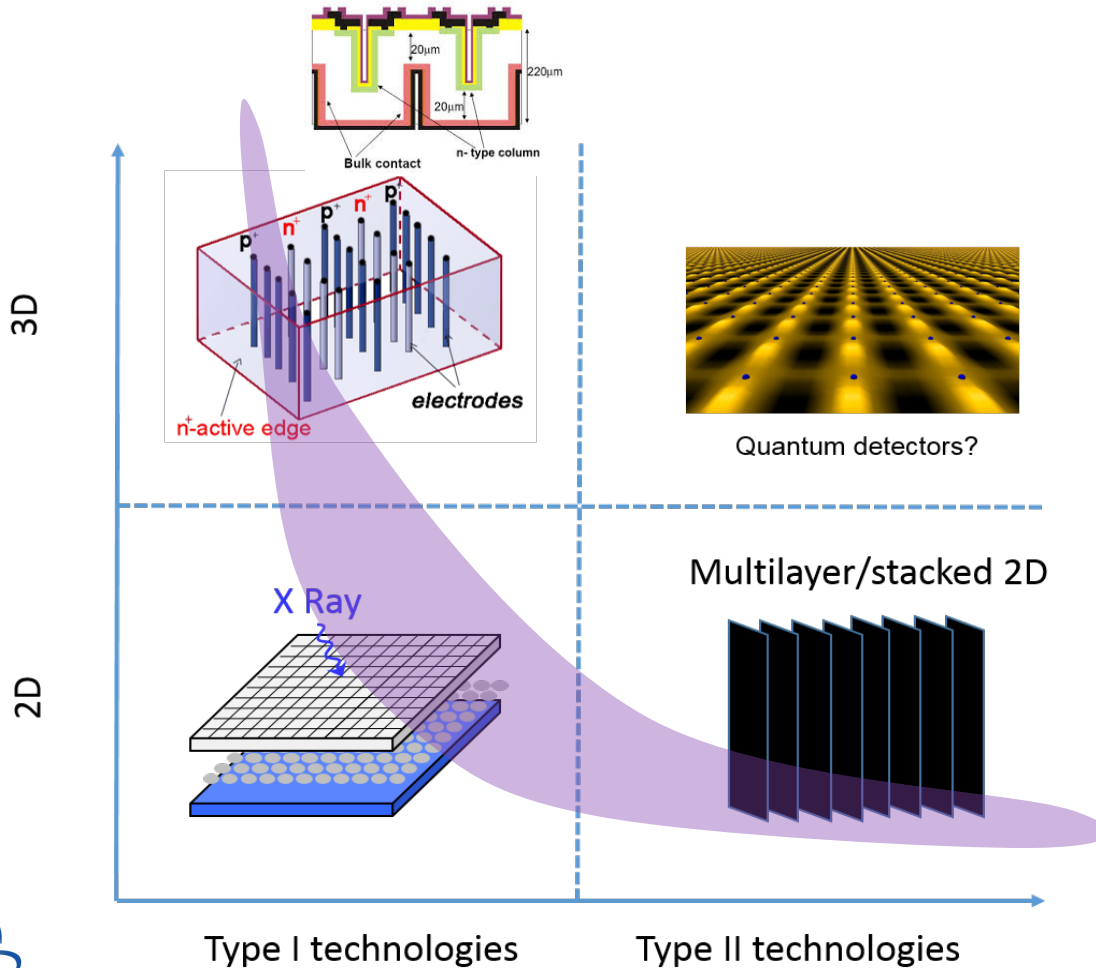 20μm
220μm
20μm
Bulk contact
n- type column
p⁺
n⁺
p⁺
n⁺
p⁺
electrodes
n⁺-active edge
3D
Quantum detectors?
Multilayer/stacked 2D
X Ray
2D
Type I technologies
Type II technologies